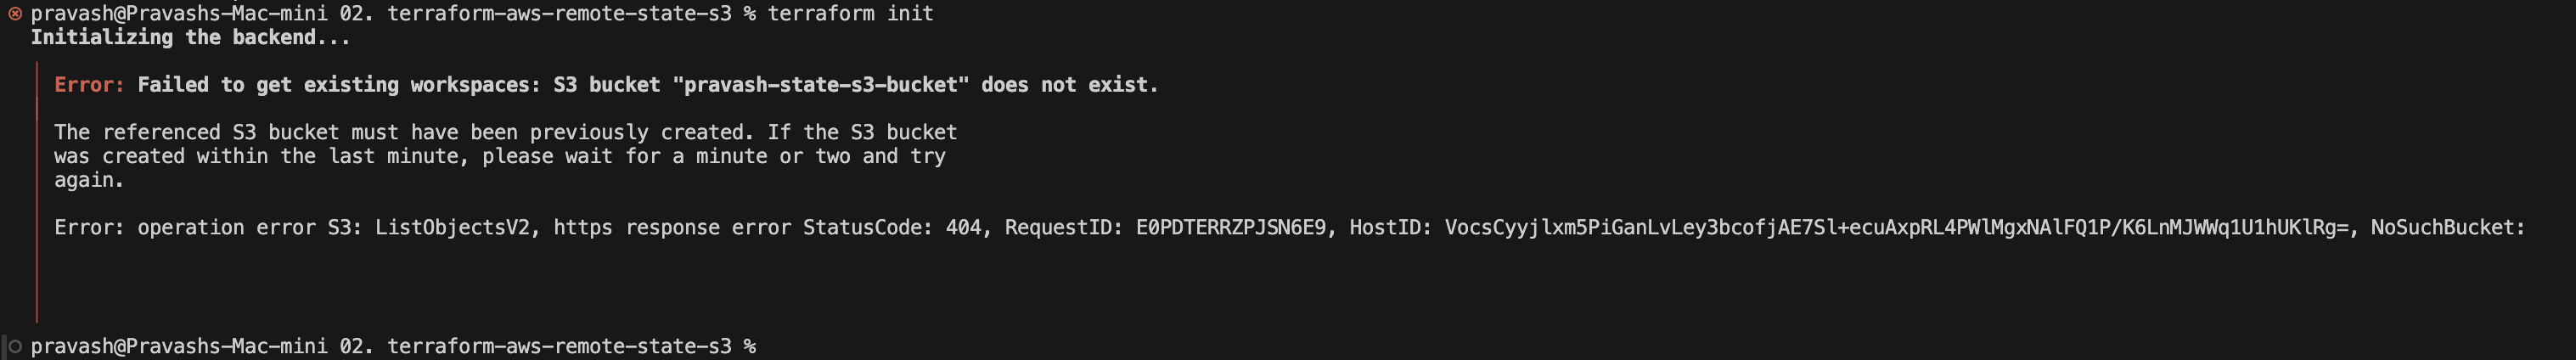 pravash@Pravashs-Mac-mini 02. terraform-aws-remote-state-s3 % terraform init
Initializing the backend...
Error: Failed to get existing workspaces: S3 bucket "pravash-state-s3-bucket" does not exist.
The referenced S3 bucket must have been previously created. If the S3 bucket
was created within the last minute, please wait for a minute or two and try
again.
Error: operation error S3: ListObjectsV2, https response error StatusCode: 404, RequestID: E0PDTERRZPJSN6E9, HostID: VocsCyyjlxm5PiGanLvLey3bcofjAE7Sl+ecuAxpRL4PWlMgxNAlFQ1P/K6LnMJWWq1U1hUKlRg=, NoSuchBucket:
pravash@Pravashs-Mac-mini 02. terraform-aws-remote-state-s3 %